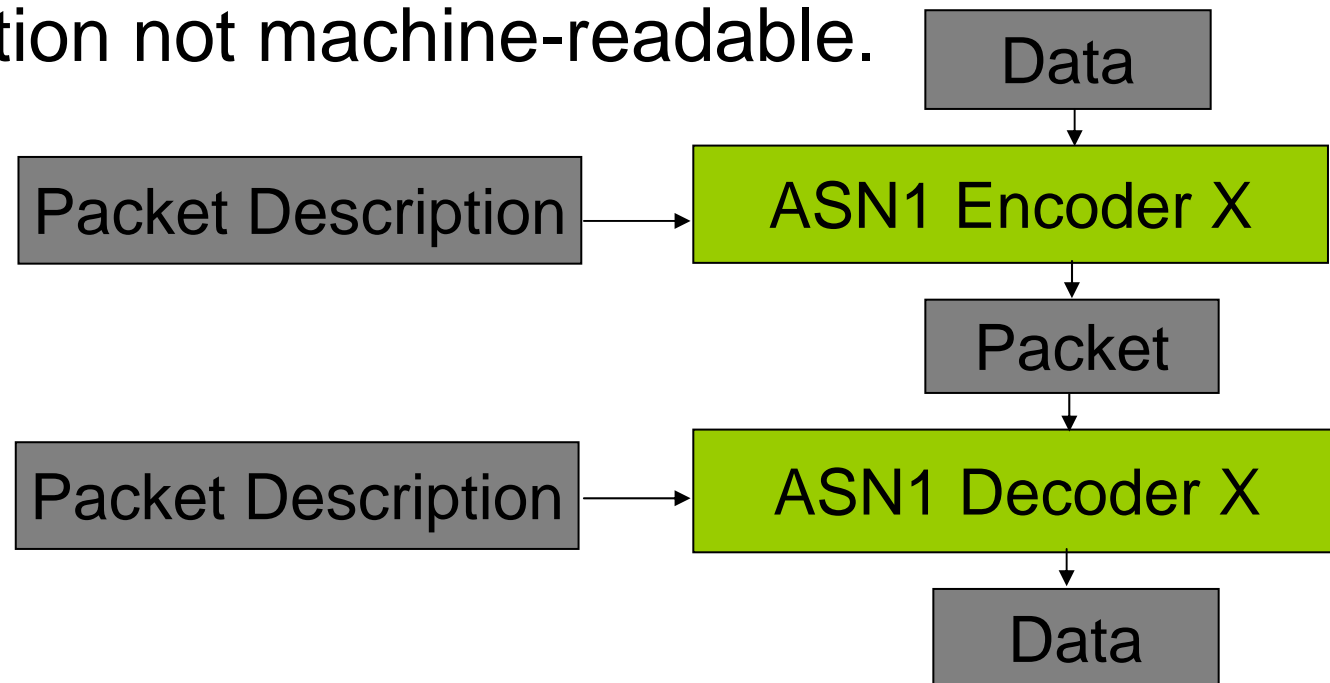 tion not machine-readable.
Data
Packet Description
ASN1 Encoder X
Packet
Packet Description
ASN1 Decoder X
Data